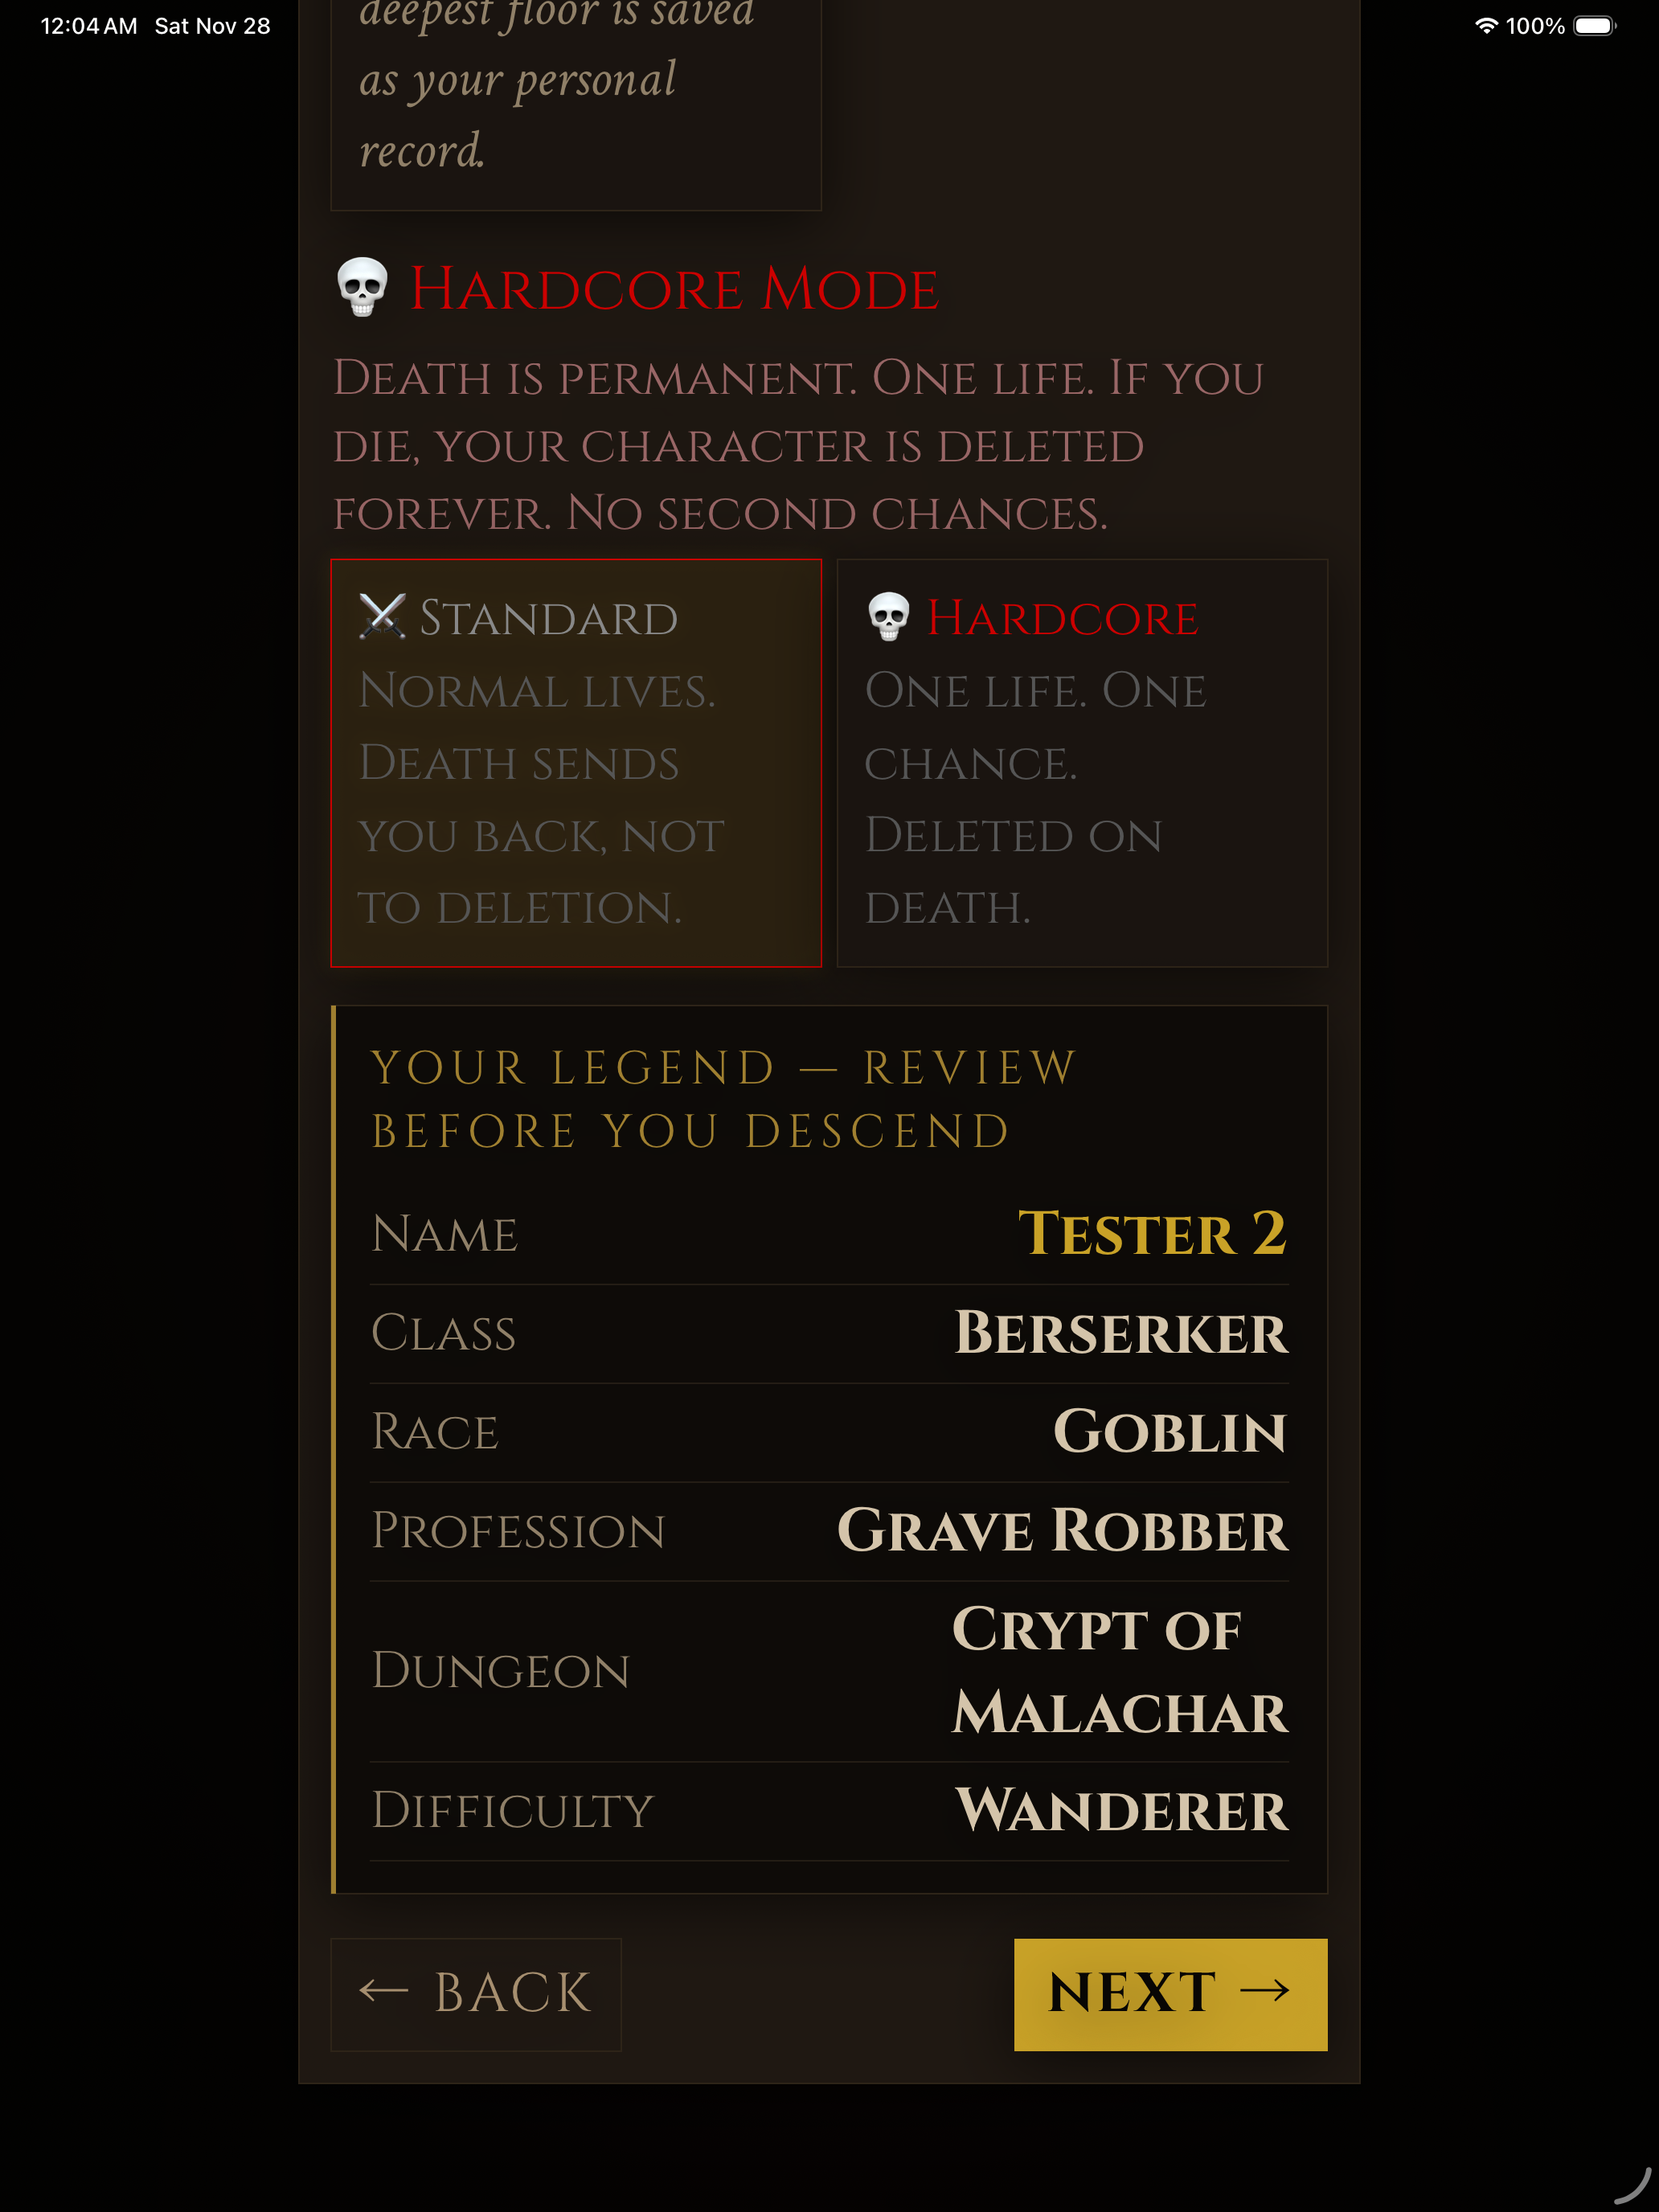 12:04 AM Sat Nov 28
100%
deepest floor is saved
as your personal
record.
💀 Hardcore Mode
Death is permanent. One life. If you
die, your character is deleted
forever. No second chances.
⚔️ Standard
Normal lives.
Death sends
you back, not
to deletion.
💀 Hardcore
One life. One
chance.
Deleted on
death.
YOUR LEGEND — REVIEW
BEFORE YOU DESCEND
Name Tester 2
Class Berserker
Race Goblin
Profession Grave Robber
Dungeon Crypt of
Malachar
Difficulty Wanderer
← BACK
NEXT →